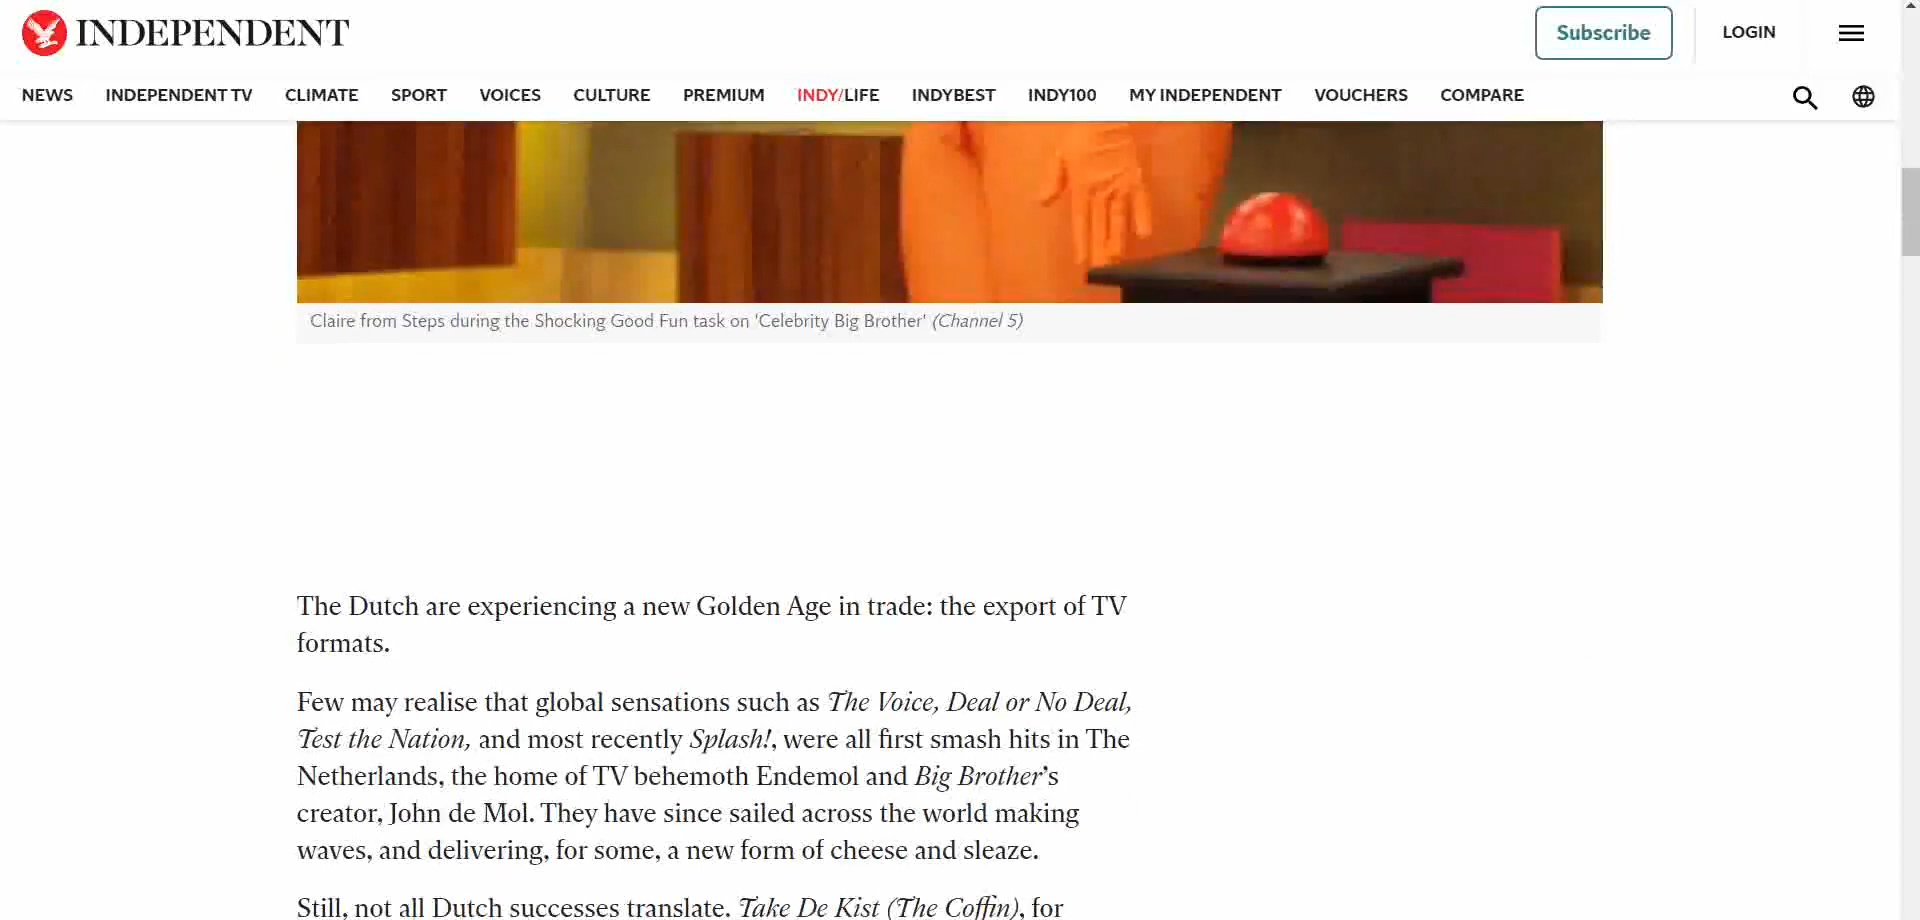 INDEPENDENT
Subscribe
LOGIN
NEWS INDEPENDENT TV CLIMATE SPORT VOICES CULTURE PREMIUM INDY/LIFE INDYBEST INDY100 MY INDEPENDENT VOUCHERS COMPARE
Claire from Steps during the Shocking Good Fun task on 'Celebrity Big Brother' (Channel 5)
The Dutch are experiencing a new Golden Age in trade: the export of TV
formats.
Few may realise that global sensations such as The Voice, Deal or No Deal,
Test the Nation, and most recently Splash!, were all first smash hits in The
Netherlands, the home of TV behemoth Endemol and Big Brother’s
creator, John de Mol. They have since sailed across the world making
waves, and delivering, for some, a new form of cheese and sleaze.
Still, not all Dutch successes translate. Take De Kist (The Coffin), for